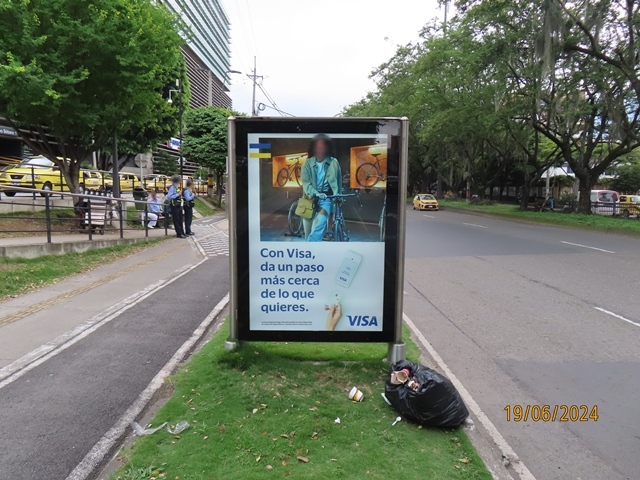 Con Visa,
da un paso
más cerca
de lo que
quieres.
VISA
19/06/2024